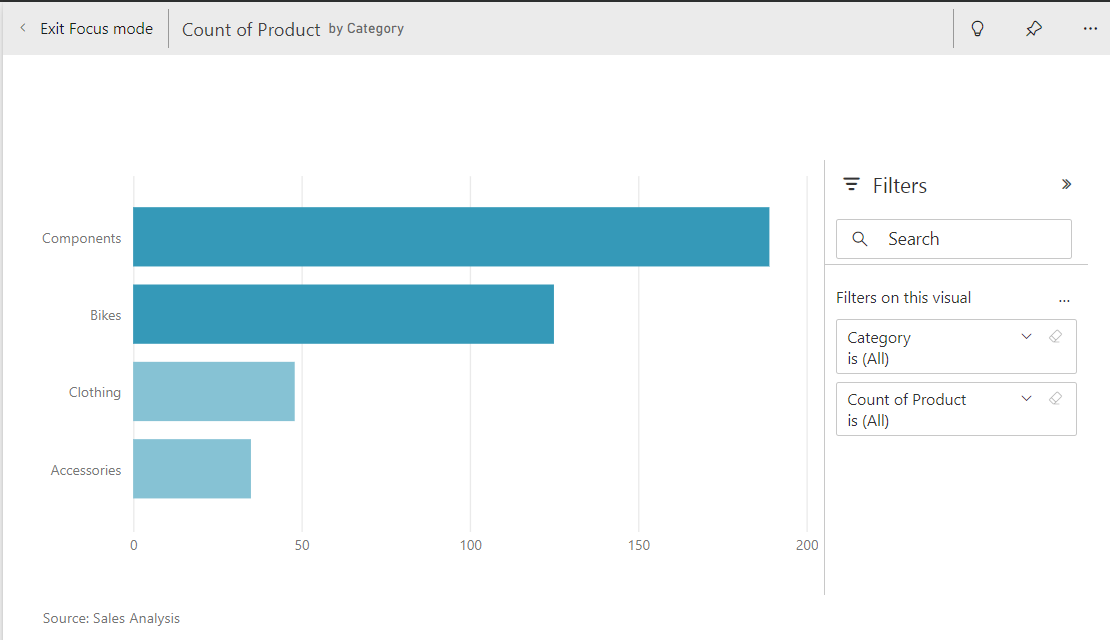 Exit Focus mode
Count of Product by Category
Filters
Search
Filters on this visual
Category
is (All)
Count of Product
is (All)
Components
Bikes
Clothing
Accessories
0 50 100 150 200
Source: Sales Analysis